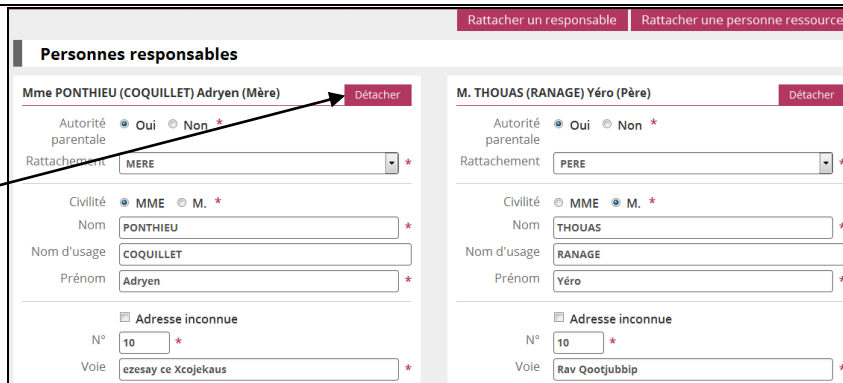 Rattacher un responsable Rattacher une personne ressource
Personnes responsables
Mme PONTHIEU (COQUILLET) Adryen (Mère) Détacher
Autorité parentale Oui Non *
Rattachement MERE *
Civilité MME M. *
Nom PONTHIEU *
Nom d'usage COQUILLET
Prénom Adryen *
Adresse inconnue
N° 10 *
Voie ezesay ce Xcojekaus *
M. THOUAS (RANAGE) Yéro (Père) Détacher
Autorité parentale Oui Non *
Rattachement PERE *
Civilité MME M. *
Nom THOUAS *
Nom d'usage RANAGE
Prénom Yéro *
Adresse inconnue
N° 10 *
Voie Rav Qootjubbip *